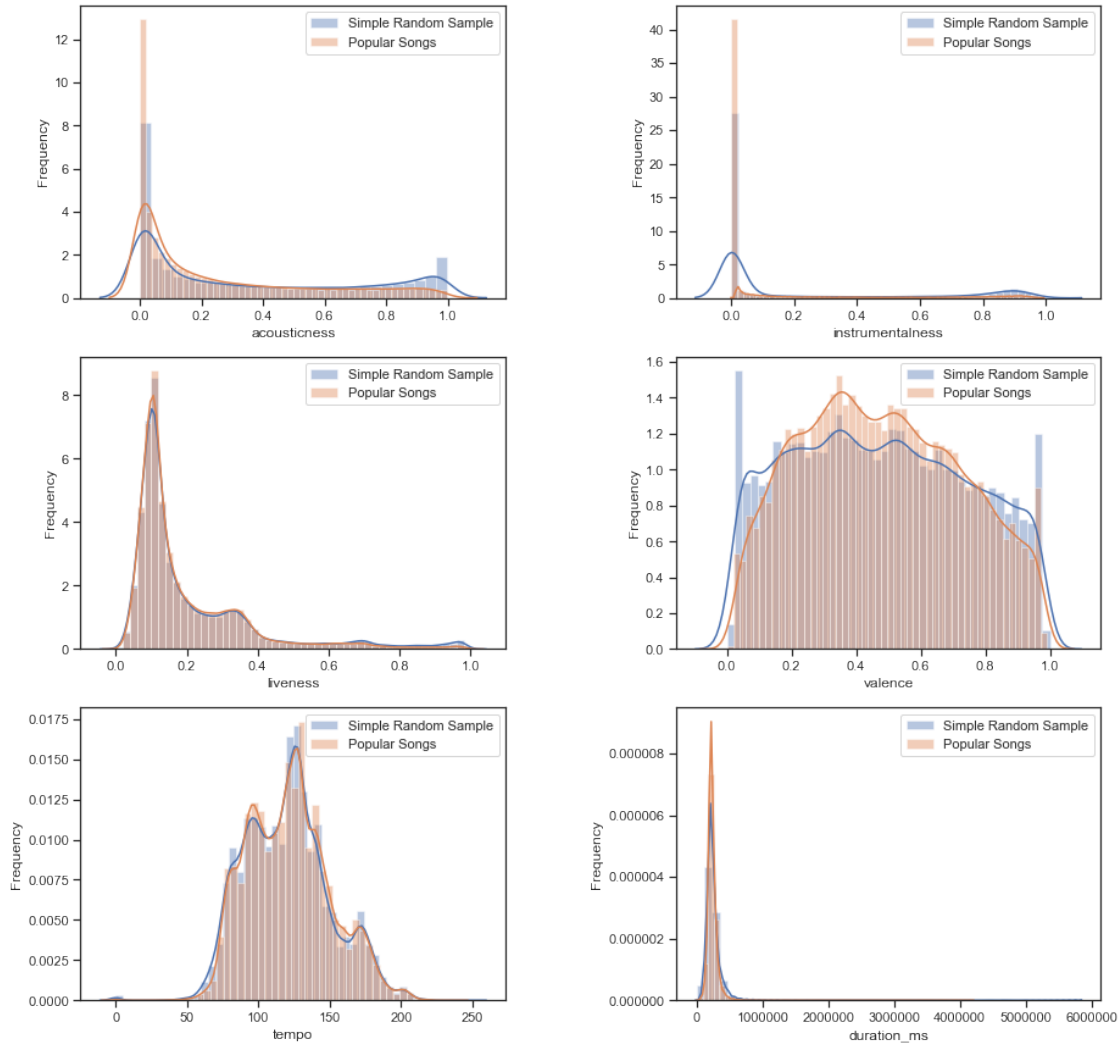 Simple Random Sample
Popular Songs
Frequency
12
10
8
6
4
2
0
0.0 0.2 0.4 0.6 0.8 1.0
acousticness
Simple Random Sample
Popular Songs
Frequency
40
35
30
25
20
15
10
5
0
0.0 0.2 0.4 0.6 0.8 1.0
instrumentalness
Simple Random Sample
Popular Songs
Frequency
8
6
4
2
0
0.0 0.2 0.4 0.6 0.8 1.0
liveness
Simple Random Sample
Popular Songs
Frequency
1.6
1.4
1.2
1.0
0.8
0.6
0.4
0.2
0.0
0.0 0.2 0.4 0.6 0.8 1.0
valence
Simple Random Sample
Popular Songs
Frequency
0.0175
0.0150
0.0125
0.0100
0.0075
0.0050
0.0025
0.0000
0 50 100 150 200 250
tempo
Simple Random Sample
Popular Songs
Frequency
0.000008
0.000006
0.000004
0.000002
0.000000
0 1000000 2000000 3000000 4000000 5000000 6000000
duration_ms